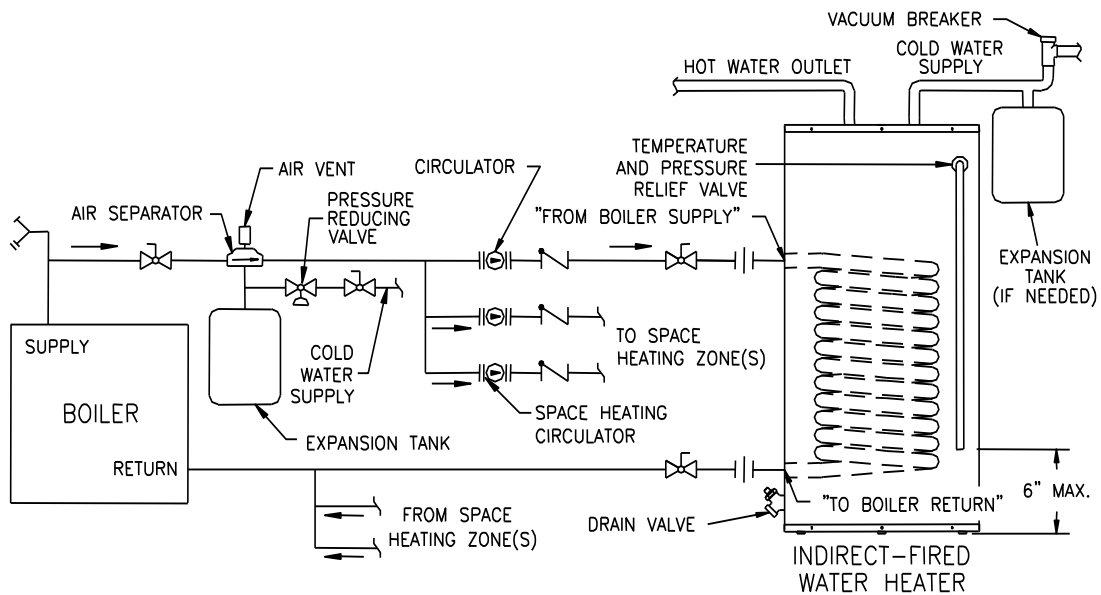 VACUUM BREAKER
COLD WATER
SUPPLY
HOT WATER OUTLET
TEMPERATURE
AND PRESSURE
RELIEF VALVE
CIRCULATOR
AIR VENT
PRESSURE
REDUCING
VALVE
AIR SEPARATOR
"FROM BOILER SUPPLY"
EXPANSION
TANK
(IF NEEDED)
SUPPLY
BOILER
RETURN
COLD
WATER
SUPPLY
TO SPACE
HEATING ZONE(S)
SPACE HEATING
CIRCULATOR
EXPANSION TANK
6" MAX.
"TO BOILER RETURN"
DRAIN VALVE
FROM SPACE
HEATING ZONE(S)
INDIRECT-FIRED
WATER HEATER